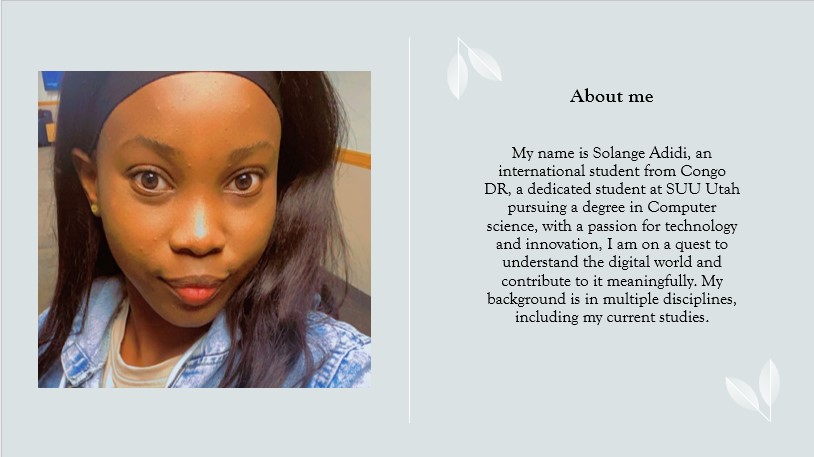 About me
My name is Solange Adidi, an
international student from Congo
DR, a dedicated student at SUU Utah
pursuing a degree in Computer
science, with a passion for technology
and innovation, I am on a quest to
understand the digital world and
contribute to it meaningfully. My
background is in multiple disciplines,
including my current studies.